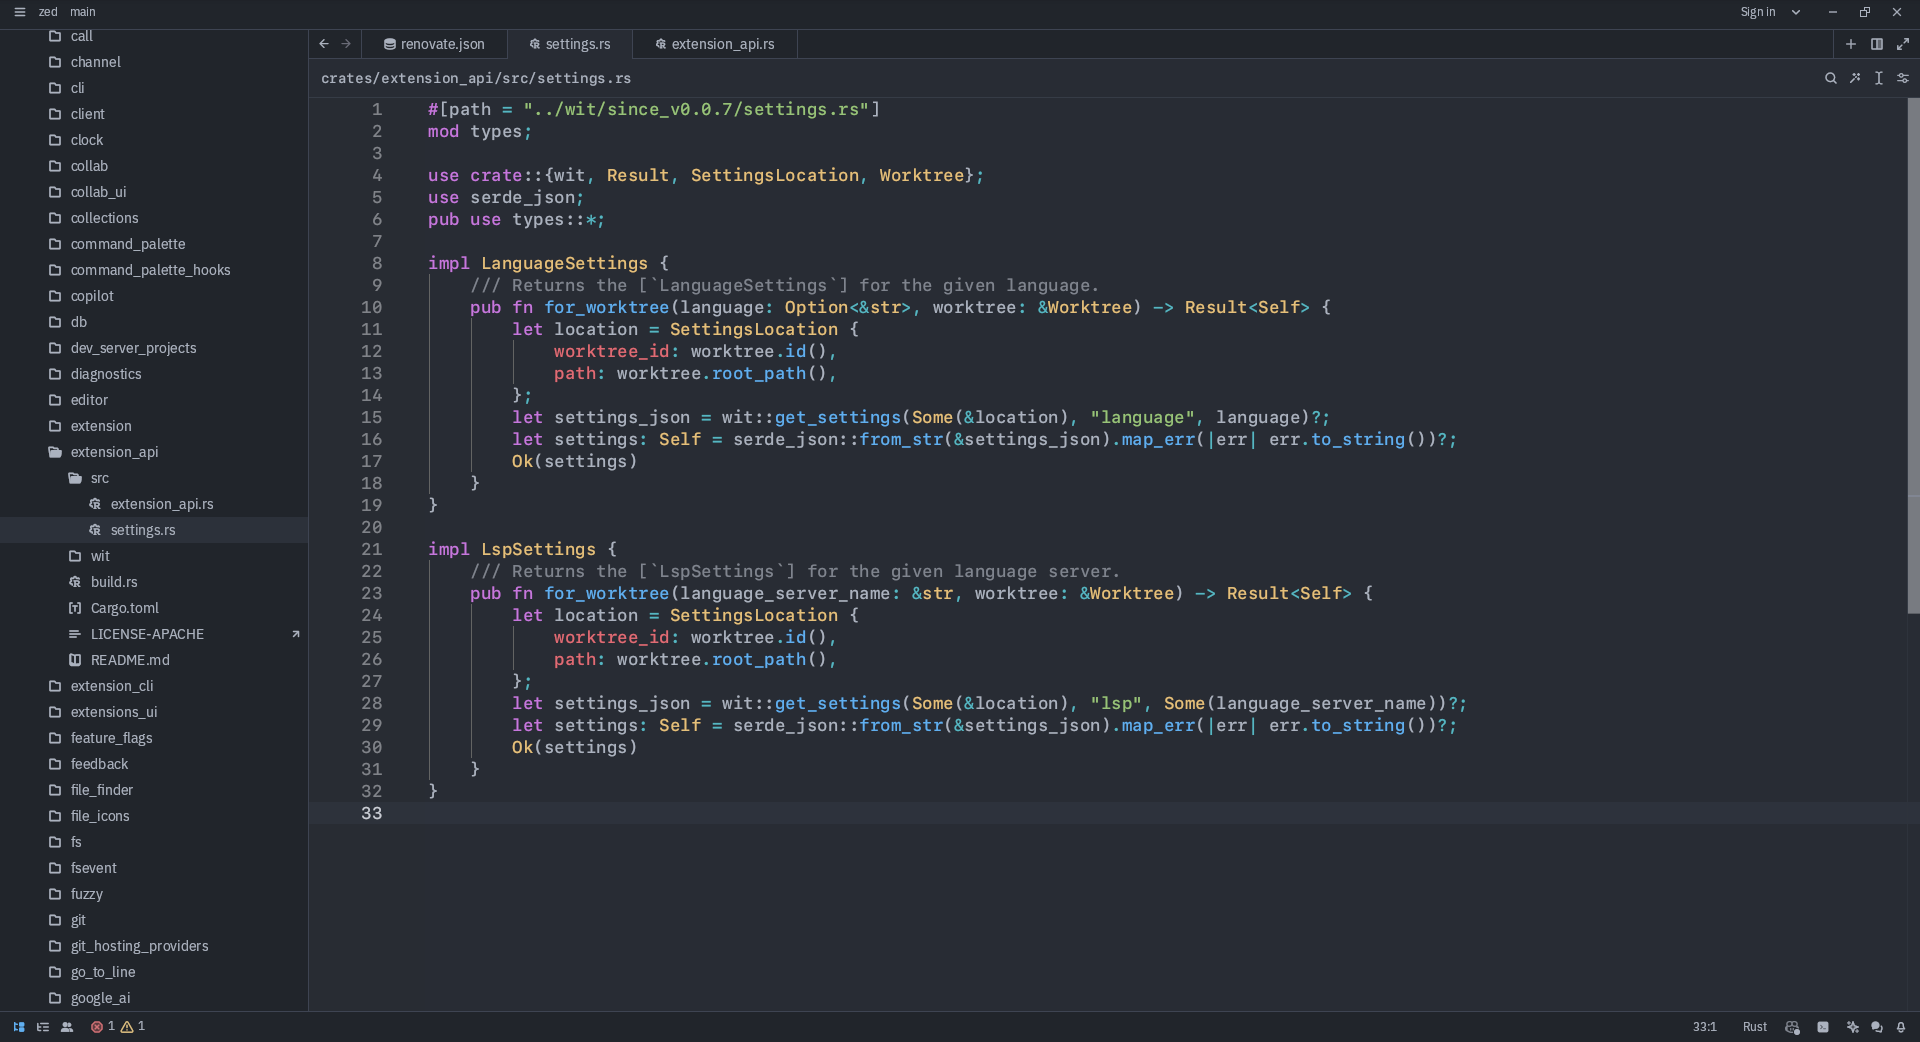 zed main Sign in
call
channel
cli
client
clock
collab
collab_ui
collections
command_palette
command_palette_hooks
copilot
db
dev_server_projects
diagnostics
editor
extension
extension_api
src
extension_api.rs
settings.rs
wit
build.rs
Cargo.toml
LICENSE-APACHE
README.md
extension_cli
extensions_ui
feature_flags
feedback
file_finder
file_icons
fs
fsevent
fuzzy
git
git_hosting_providers
go_to_line
google_ai
renovate.json settings.rs extension_api.rs
crates/extension_api/src/settings.rs
1 #[path = "../wit/since_v0.0.7/settings.rs"]
2 mod types;
3
4 use crate::{wit, Result, SettingsLocation, Worktree};
5 use serde_json;
6 pub use types::*;
7
8 impl LanguageSettings {
9     /// Returns the [`LanguageSettings`] for the given language.
10     pub fn for_worktree(language: Option<&str>, worktree: &Worktree) -> Result<Self> {
11         let location = SettingsLocation {
12             worktree_id: worktree.id(),
13             path: worktree.root_path(),
14         };
15         let settings_json = wit::get_settings(Some(&location), "language", language)?;
16         let settings: Self = serde_json::from_str(&settings_json).map_err(|err| err.to_string())?;
17         Ok(settings)
18     }
19 }
20
21 impl LspSettings {
22     /// Returns the [`LspSettings`] for the given language server.
23     pub fn for_worktree(language_server_name: &str, worktree: &Worktree) -> Result<Self> {
24         let location = SettingsLocation {
25             worktree_id: worktree.id(),
26             path: worktree.root_path(),
27         };
28         let settings_json = wit::get_settings(Some(&location), "lsp", Some(language_server_name))?;
29         let settings: Self = serde_json::from_str(&settings_json).map_err(|err| err.to_string())?;
30         Ok(settings)
31     }
32 }
33
1 1 33:1 Rust